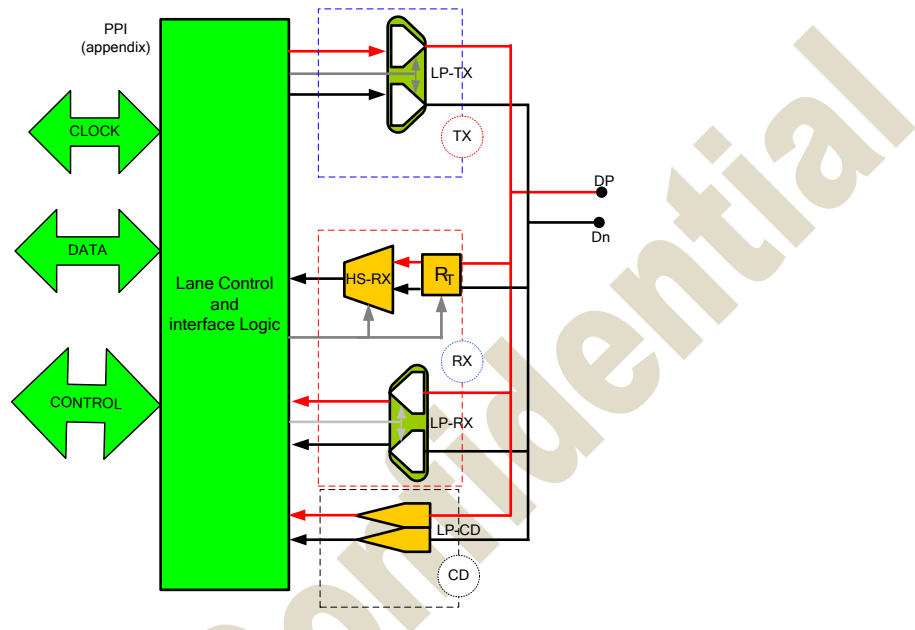 PPI
(appendix)
CLOCK
DATA
CONTROL
Lane Control
and
interface Logic
LP-TX
TX
DP
Dn
HS-RX
RT
RX
LP-RX
LP-CD
CD
Confidential